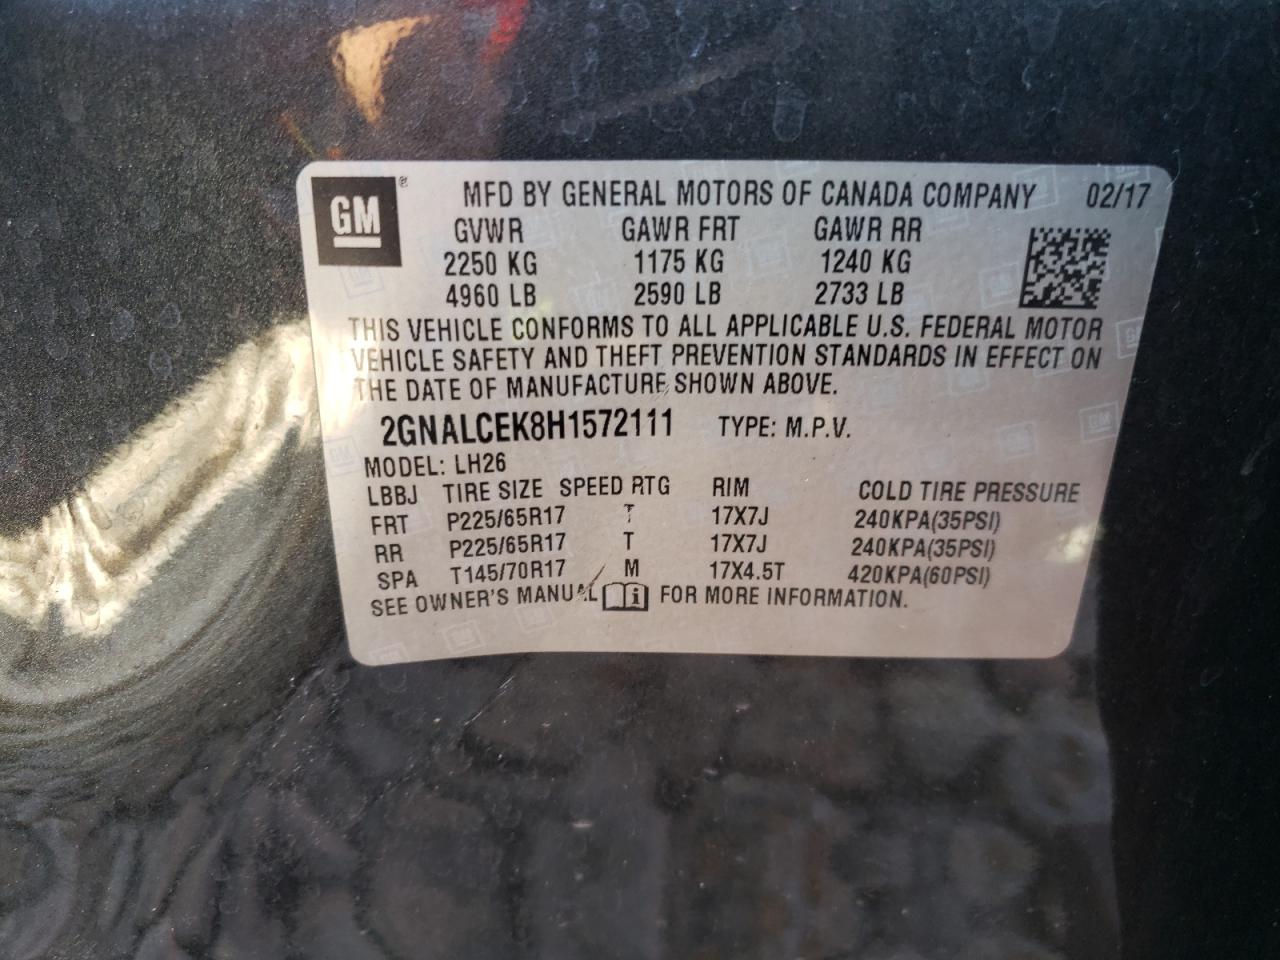 GM® MFD BY GENERAL MOTORS OF CANADA COMPANY 02/17
GVWR GAWR FRT GAWR RR
2250 KG 1175 KG 1240 KG
4960 LB 2590 LB 2733 LB
THIS VEHICLE CONFORMS TO ALL APPLICABLE U.S. FEDERAL MOTOR
VEHICLE SAFETY AND THEFT PREVENTION STANDARDS IN EFFECT ON
THE DATE OF MANUFACTURE SHOWN ABOVE.
2GNALCEK8H1572111 TYPE: M.P.V.
MODEL: LH26
LBBJ TIRE SIZE SPEED RTG RIM COLD TIRE PRESSURE
FRT P225/65R17 T 17X7J 240KPA(35PSI)
RR P225/65R17 T 17X7J 240KPA(35PSI)
SPA T145/70R17 M 17X4.5T 420KPA(60PSI)
SEE OWNER'S MANUAL i FOR MORE INFORMATION.